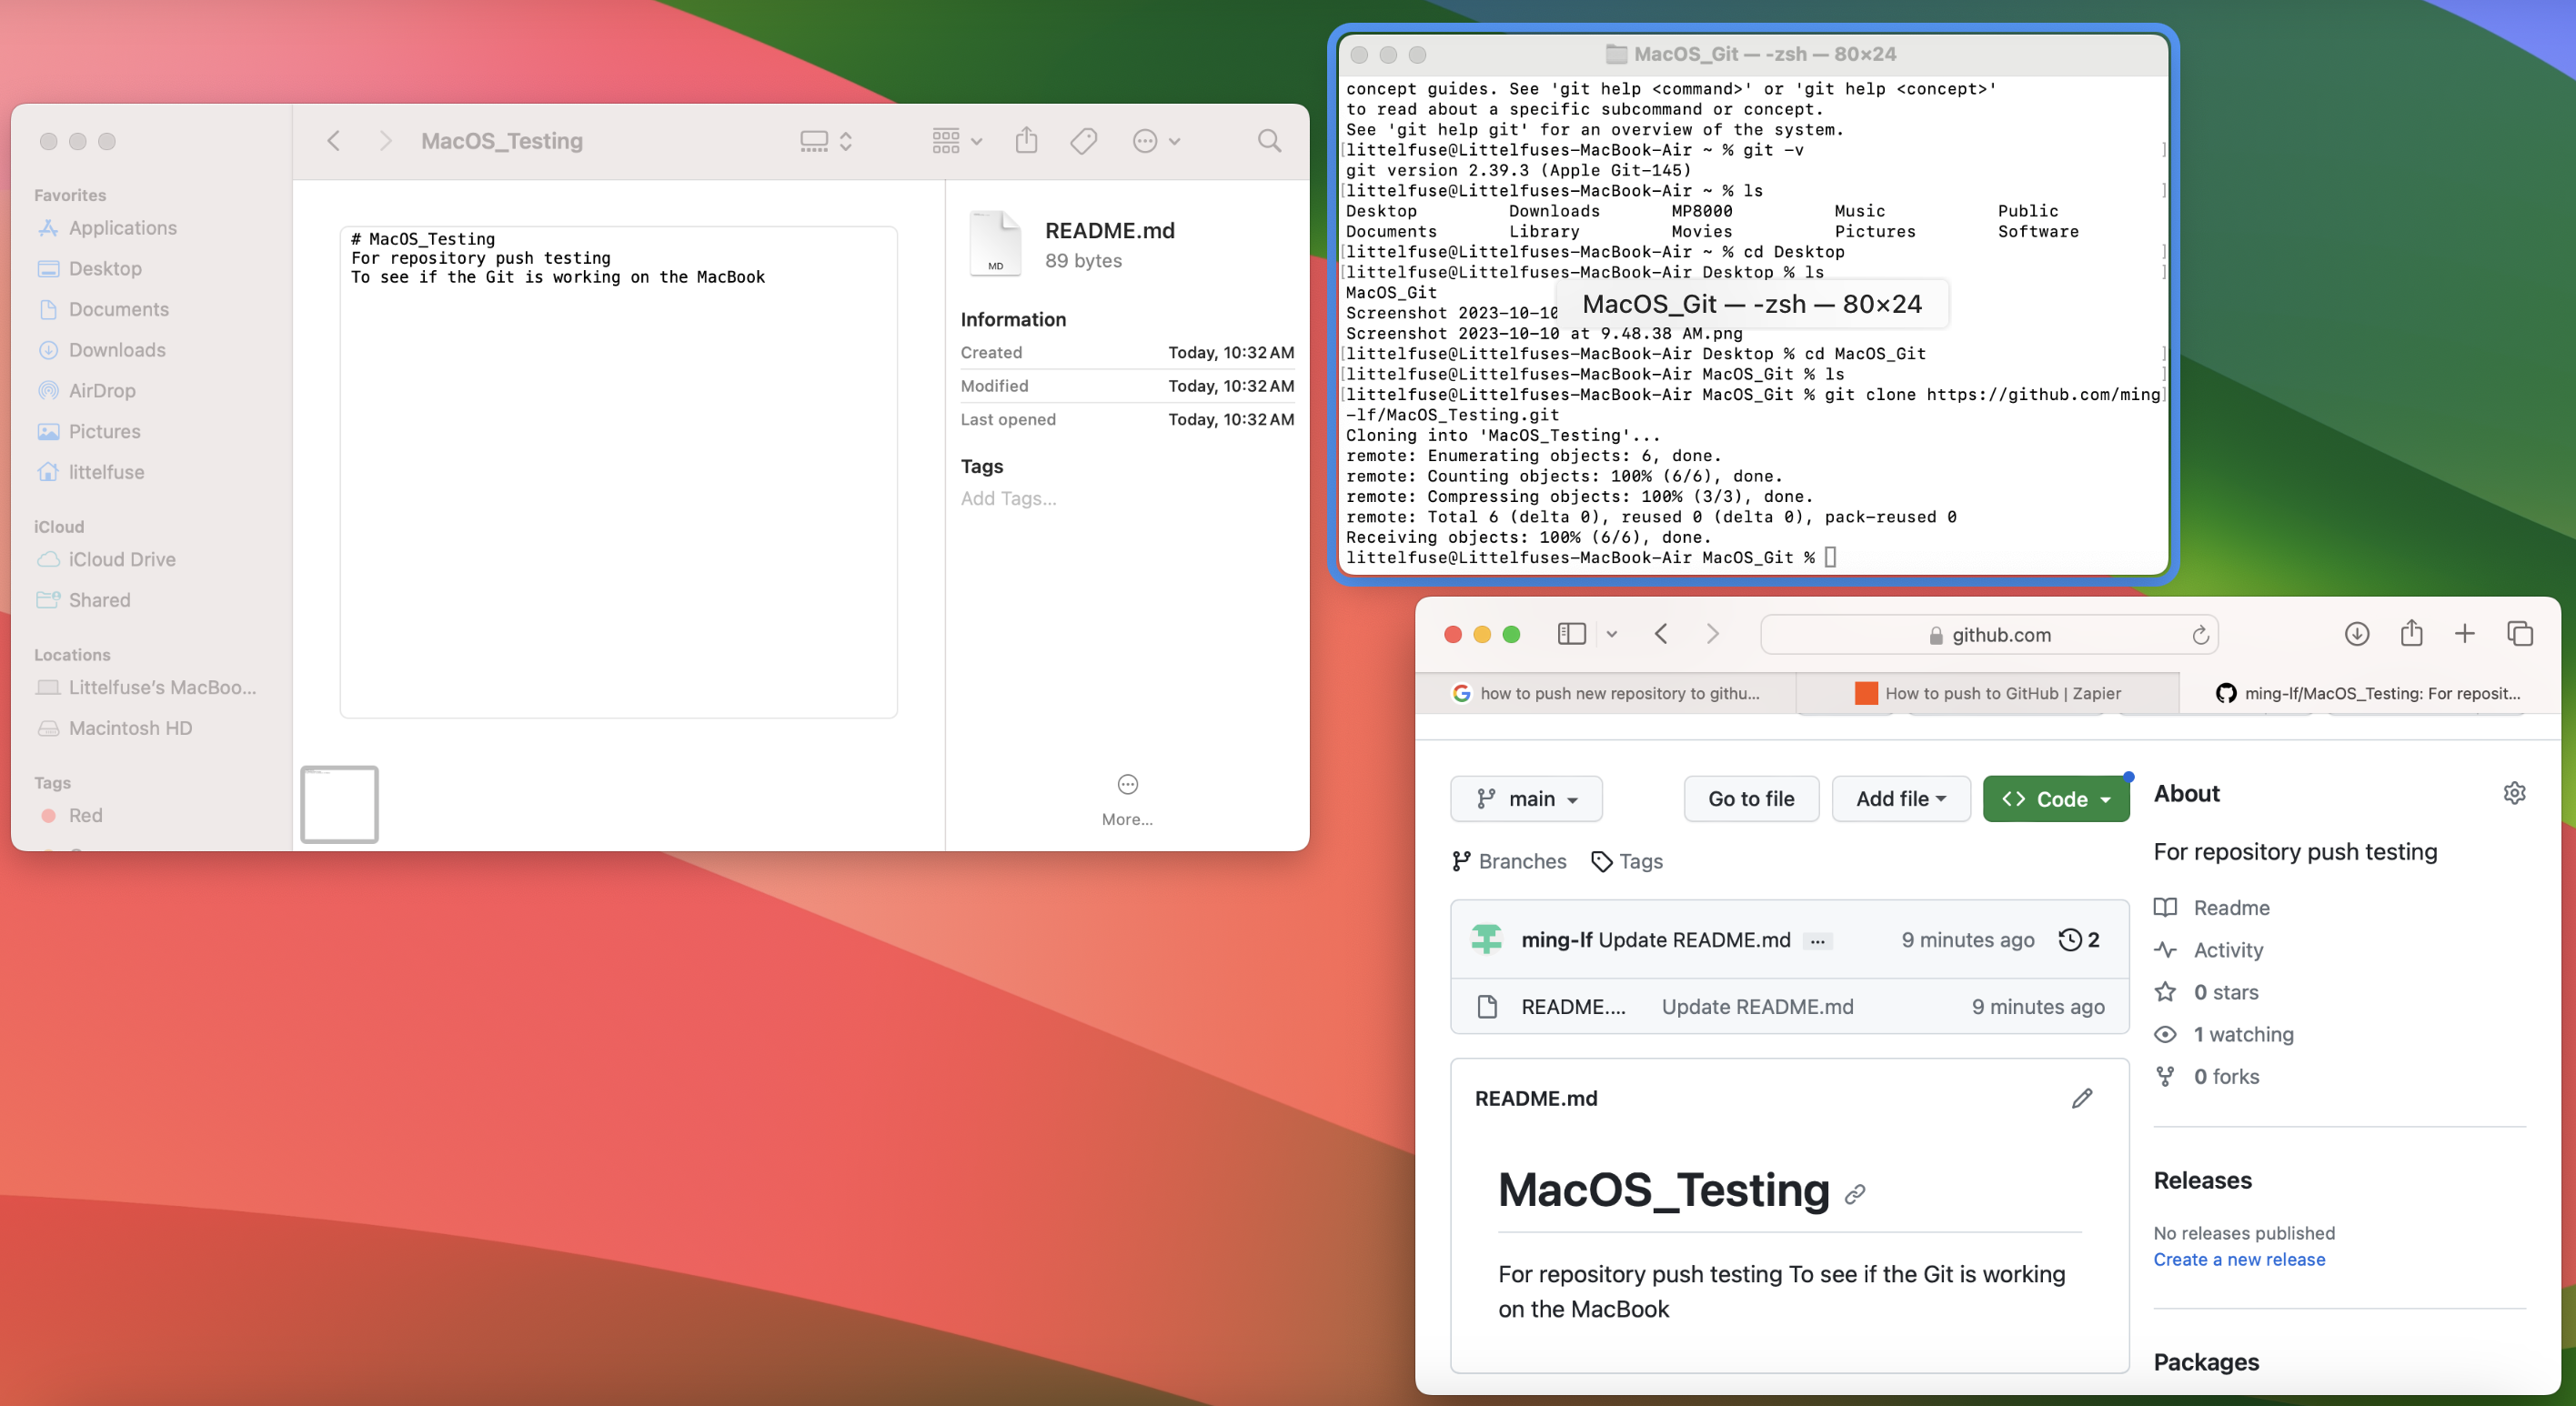 MacOS_Testing
Favorites
Applications
Desktop
Documents
Downloads
AirDrop
Pictures
littelfuse
iCloud
iCloud Drive
Shared
Locations
Littelfuse's MacBoo...
Macintosh HD
Tags
Red
# MacOS_Testing
For repository push testing
To see if the Git is working on the MacBook
MD
README.md
89 bytes
Information
Created Today, 10:32 AM
Modified Today, 10:32 AM
Last opened Today, 10:32 AM
Tags
Add Tags...
More...
MacOS_Git — -zsh — 80×24
concept guides. See 'git help <command>' or 'git help <concept>'
to read about a specific subcommand or concept.
See 'git help git' for an overview of the system.
[littelfuse@Littelfuses-MacBook-Air ~ % git -v ]
git version 2.39.3 (Apple Git-145)
[littelfuse@Littelfuses-MacBook-Air ~ % ls ]
Desktop Downloads MP8000 Music Public
Documents Library Movies Pictures Software
[littelfuse@Littelfuses-MacBook-Air ~ % cd Desktop ]
[littelfuse@Littelfuses-MacBook-Air Desktop % ls ]
MacOS_Git
MacOS_Git — -zsh — 80×24
Screenshot 2023-10-10
Screenshot 2023-10-10 at 9.48.38 AM.png
[littelfuse@Littelfuses-MacBook-Air Desktop % cd MacOS_Git ]
[littelfuse@Littelfuses-MacBook-Air MacOS_Git % ls ]
[littelfuse@Littelfuses-MacBook-Air MacOS_Git % git clone https://github.com/ming]
-lf/MacOS_Testing.git
Cloning into 'MacOS_Testing'...
remote: Enumerating objects: 6, done.
remote: Counting objects: 100% (6/6), done.
remote: Compressing objects: 100% (3/3), done.
remote: Total 6 (delta 0), reused 0 (delta 0), pack-reused 0
Receiving objects: 100% (6/6), done.
littelfuse@Littelfuses-MacBook-Air MacOS_Git %
github.com
how to push new repository to githu...
How to push to GitHub | Zapier
ming-lf/MacOS_Testing: For reposit...
main
Go to file
Add file
Code
Branches
Tags
ming-lf Update README.md ... 9 minutes ago 2
README.... Update README.md 9 minutes ago
README.md
MacOS_Testing
For repository push testing To see if the Git is working
on the MacBook
About
For repository push testing
Readme
Activity
0 stars
1 watching
0 forks
Releases
No releases published
Create a new release
Packages